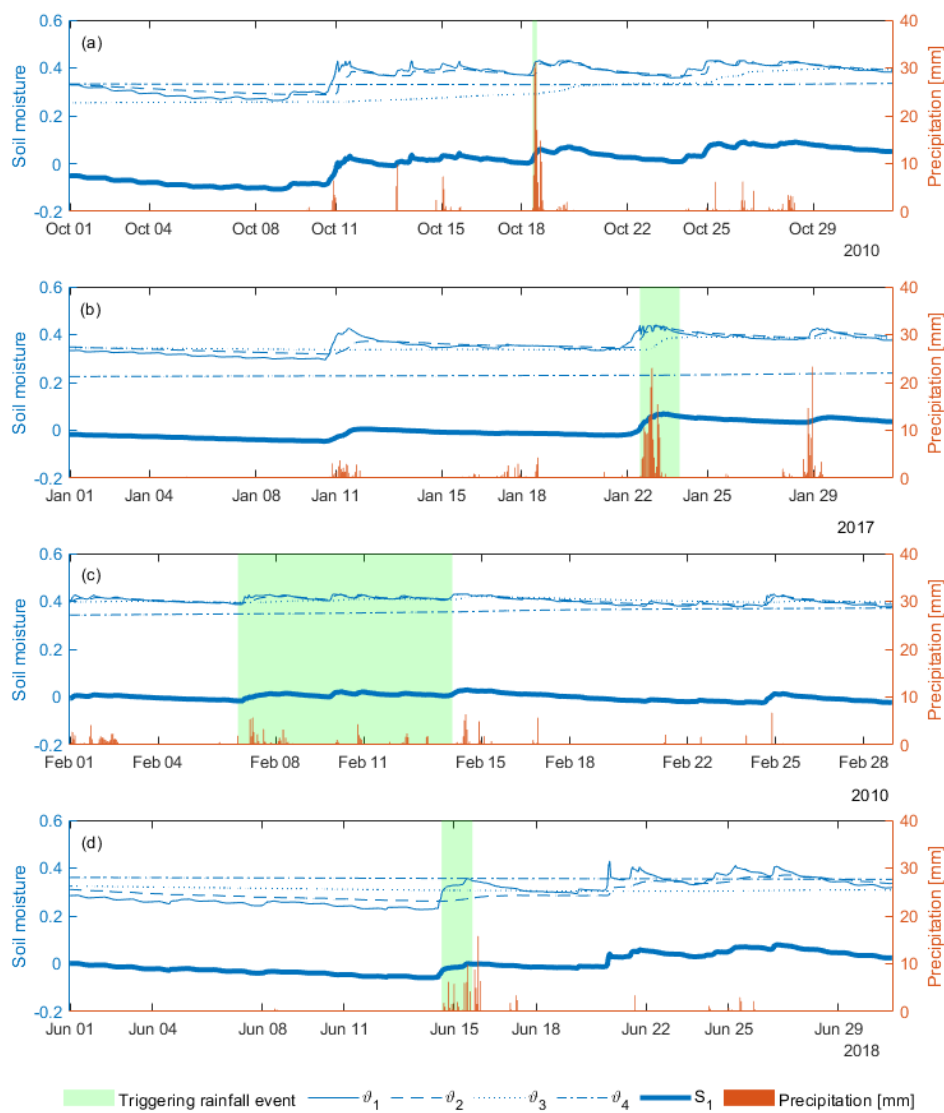 0.6
40
(a)
0.4
30
0.2
20
0
10
-0.2
0
Soil moisture
Precipitation [mm]
Oct 01 Oct 04 Oct 08 Oct 11 Oct 15 Oct 18 Oct 22 Oct 25 Oct 29
2010
0.6
40
(b)
0.4
30
0.2
20
0
10
-0.2
0
Soil moisture
Precipitation [mm]
Jan 01 Jan 04 Jan 08 Jan 11 Jan 15 Jan 18 Jan 22 Jan 25 Jan 29
2017
0.6
40
(c)
0.4
30
0.2
20
0
10
-0.2
0
Soil moisture
Precipitation [mm]
Feb 01 Feb 04 Feb 08 Feb 11 Feb 15 Feb 18 Feb 22 Feb 25 Feb 28
2010
0.6
40
(d)
0.4
30
0.2
20
0
10
-0.2
0
Soil moisture
Precipitation [mm]
Jun 01 Jun 04 Jun 08 Jun 11 Jun 15 Jun 18 Jun 22 Jun 25 Jun 29
2018
Triggering rainfall event ϑ1 ϑ2 ϑ3 ϑ4 S1 Precipitation [mm]